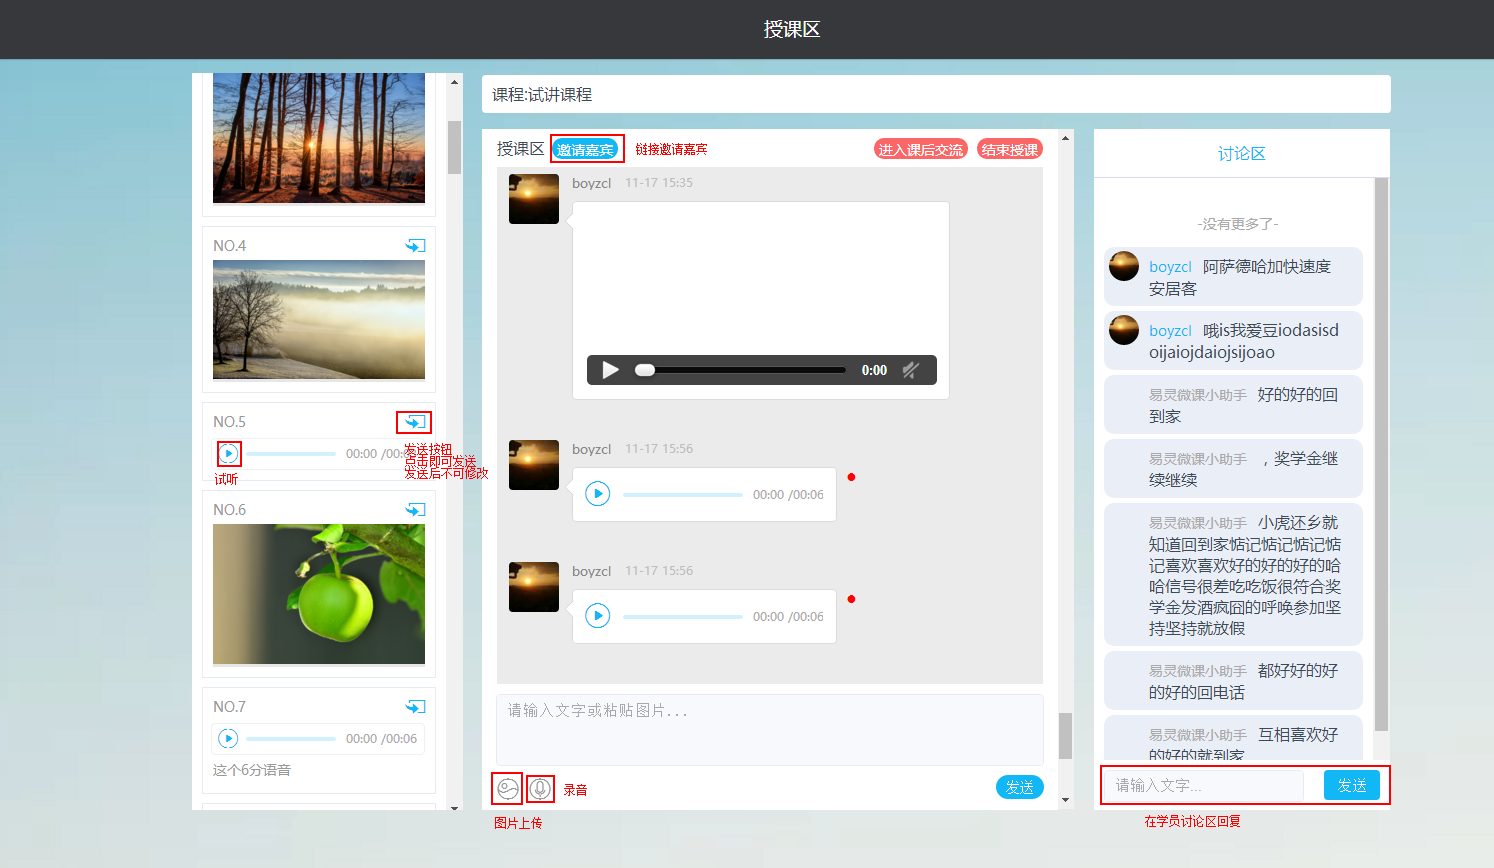 授课区
NO.4
NO.5
试听
00:00 /00:0
发送按钮
点击即可发送
发送后不可修改
NO.6
NO.7
00:00 /00:06
这个6分语音
课程:试讲课程
授课区
邀请嘉宾
链接邀请嘉宾
进入课后交流
结束授课
boyzcl 11-17 15:35
0:00
boyzcl 11-17 15:56
00:00 /00:06
boyzcl 11-17 15:56
00:00 /00:06
请输入文字或粘贴图片...
录音
发送
图片上传
讨论区
-没有更多了-
boyzcl 阿萨德哈加快速度
安居客
boyzcl 哦is我爱豆iodasisd
oijaiojdaiojsijoao
易灵微课小助手 好的好的回
到家
易灵微课小助手 ，奖学金继
续继续
易灵微课小助手 小虎还乡就
知道回到家惦记惦记惦记惦
记喜欢喜欢好的好的好的哈
哈信号很差吃吃饭很符合奖
学金发酒疯囧的呼唤参加坚
持坚持就放假
易灵微课小助手 都好好的好
的好的回电话
易灵微课小助手 互相喜欢好
的好的就到家
请输入文字...
发送
在学员讨论区回复